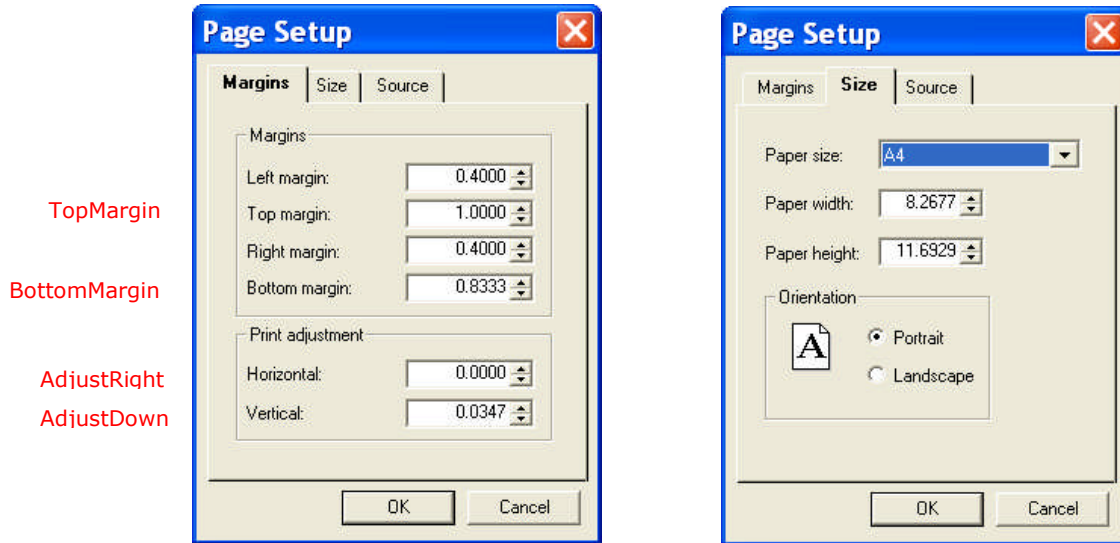 Page Setup
Margins Size Source
Margins
Left margin: 0.4000
TopMargin
Top margin: 1.0000
Right margin: 0.4000
BottomMargin
Bottom margin: 0.8333
Print adjustment
AdjustRight
Horizontal: 0.0000
AdjustDown
Vertical: 0.0347
OK Cancel
Page Setup
Margins Size Source
Paper size: A4
Paper width: 8.2677
Paper height: 11.6929
Orientation
A
Portrait
Landscape
OK Cancel